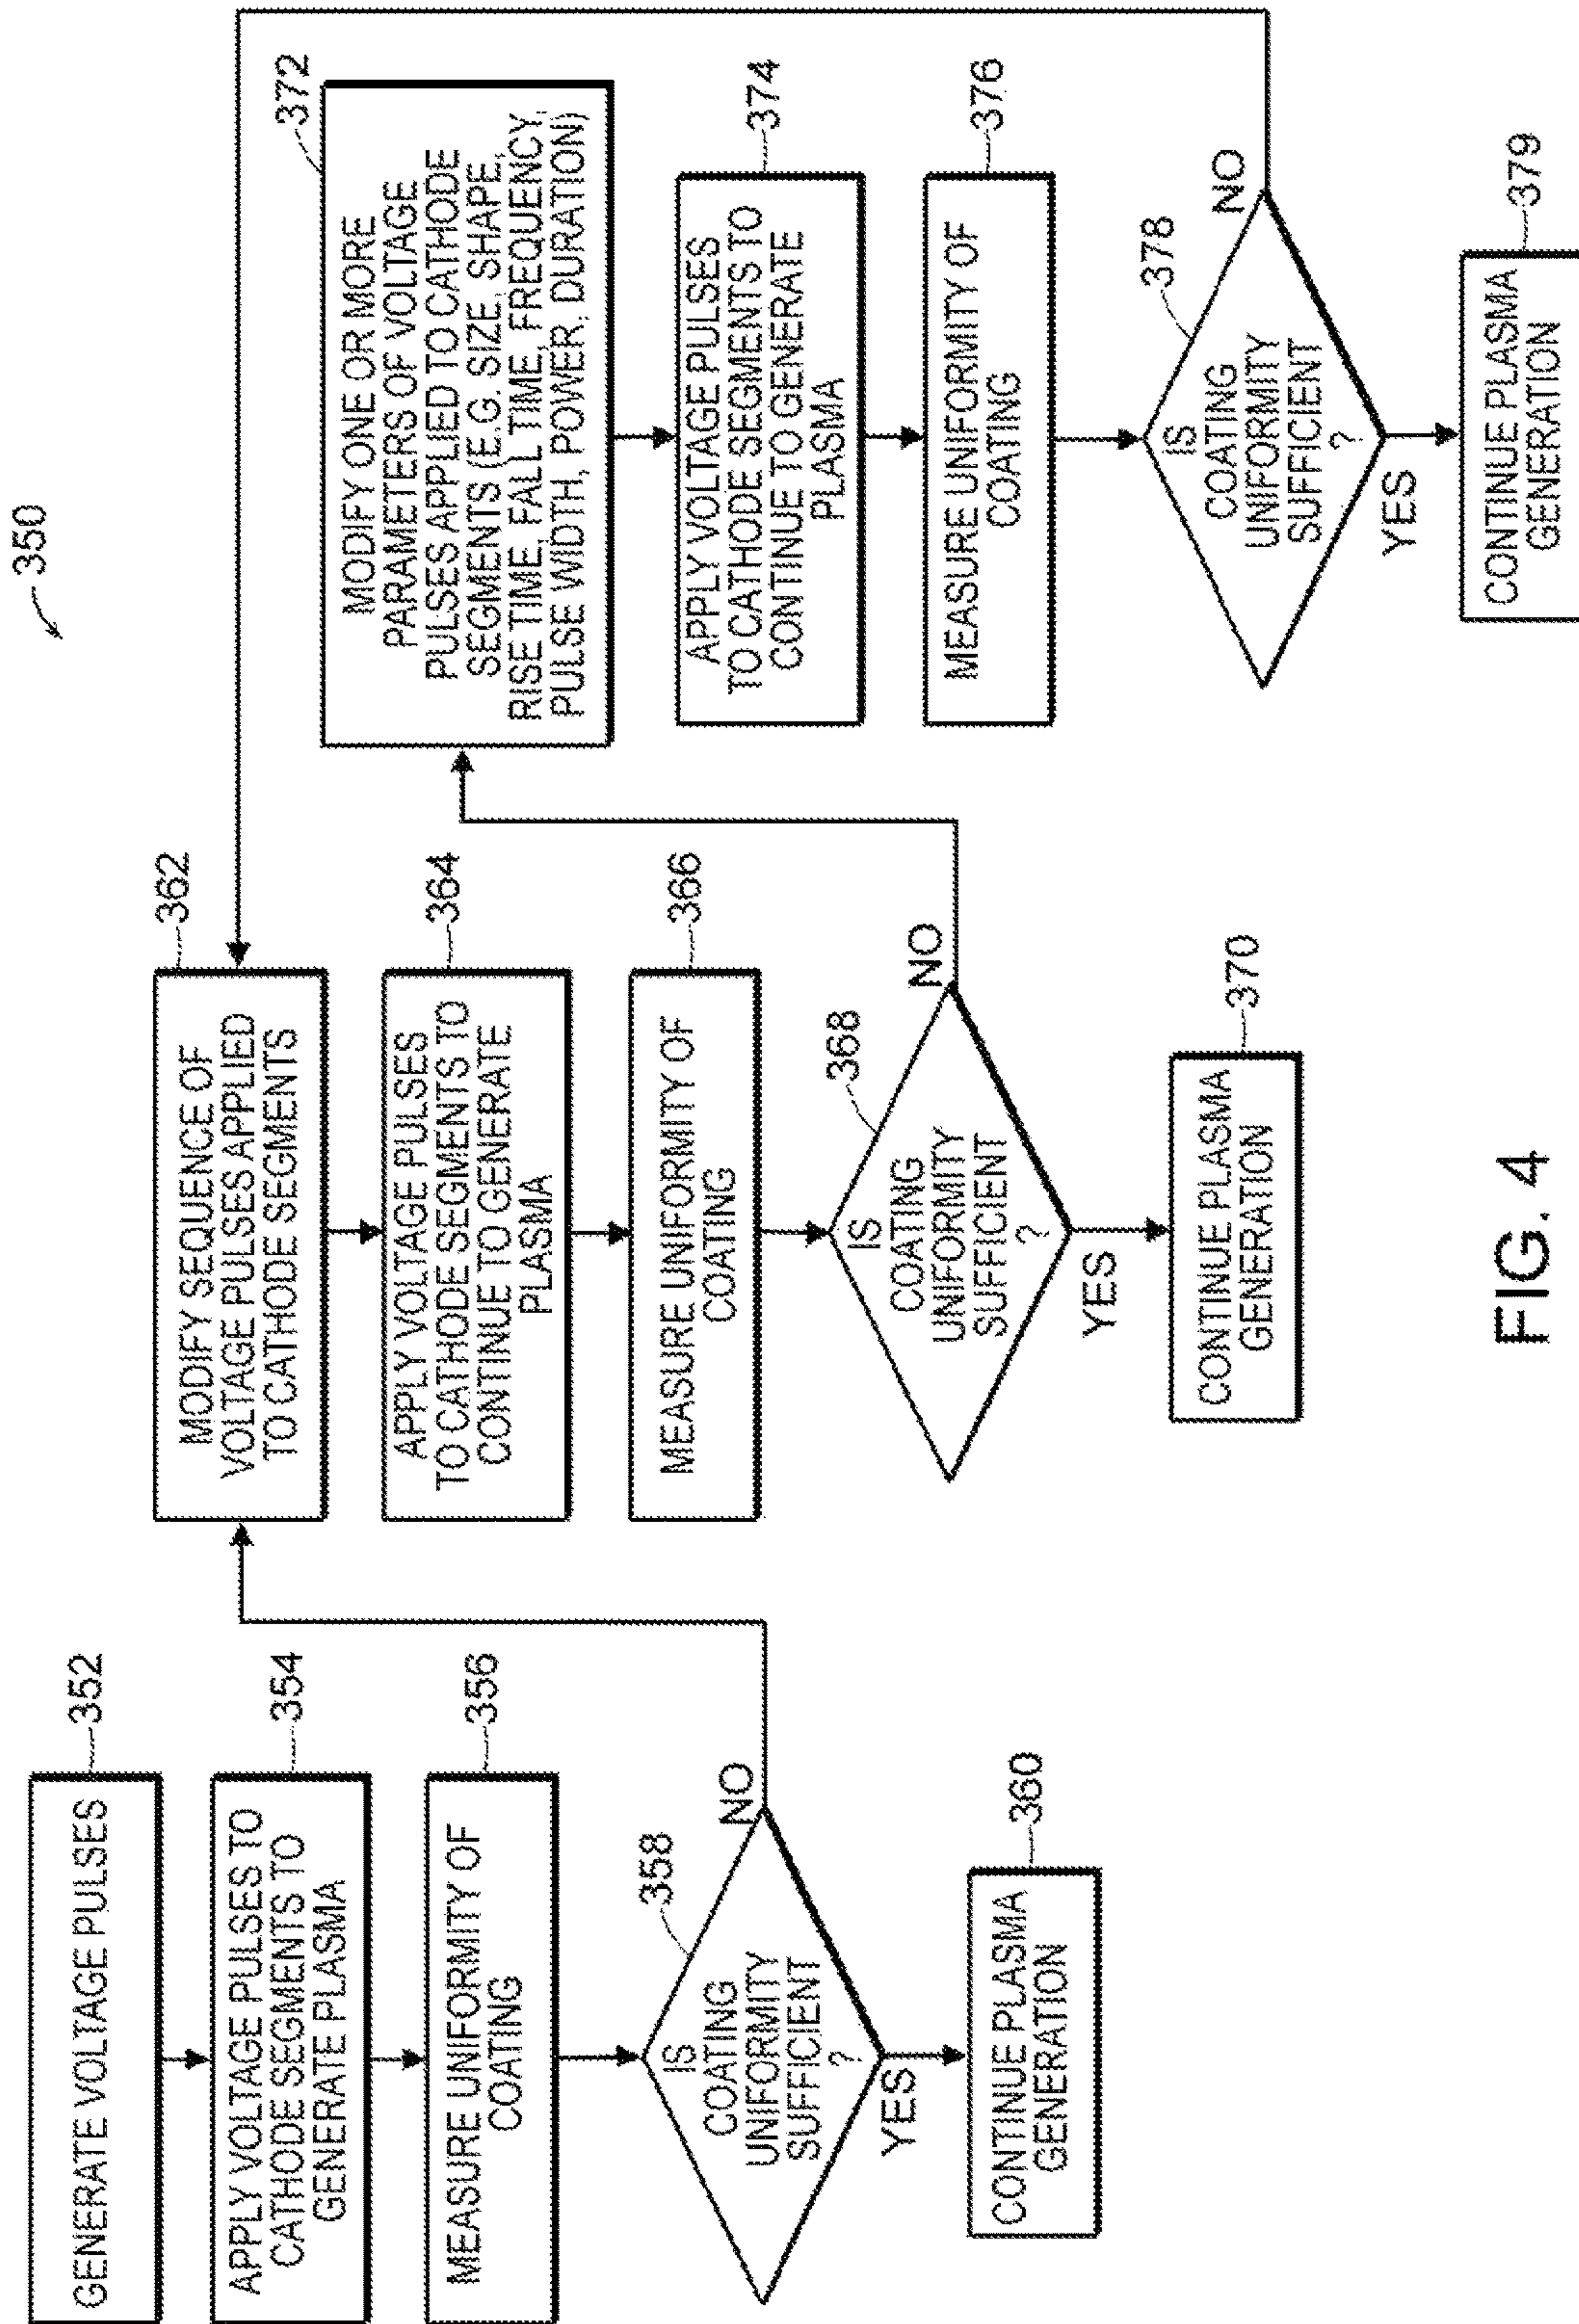 350
GENERATE VOLTAGE PULSES
352
APPLY VOLTAGE PULSES TO
CATHODE SEGMENTS TO
GENERATE PLASMA
354
MEASURE UNIFORMITY OF
COATING
356
IS
COATING
UNIFORMITY
SUFFICIENT
?
358
NO
YES
CONTINUE PLASMA
GENERATION
360
MODIFY SEQUENCE OF
VOLTAGE PULSES APPLIED
TO CATHODE SEGMENTS
362
APPLY VOLTAGE PULSES
TO CATHODE SEGMENTS TO
CONTINUE TO GENERATE
PLASMA
364
MEASURE UNIFORMITY OF
COATING
366
IS
COATING
UNIFORMITY
SUFFICIENT
?
368
NO
YES
CONTINUE PLASMA
GENERATION
370
MODIFY ONE OR MORE
PARAMETERS OF VOLTAGE
PULSES APPLIED TO CATHODE
SEGMENTS (E.G. SIZE, SHAPE,
RISE TIME, FALL TIME, FREQUENCY,
PULSE WIDTH, POWER, DURATION)
372
APPLY VOLTAGE PULSES
TO CATHODE SEGMENTS TO
CONTINUE TO GENERATE
PLASMA
374
MEASURE UNIFORMITY OF
COATING
376
IS
COATING
UNIFORMITY
SUFFICIENT
?
378
NO
YES
CONTINUE PLASMA
GENERATION
379
FIG. 4